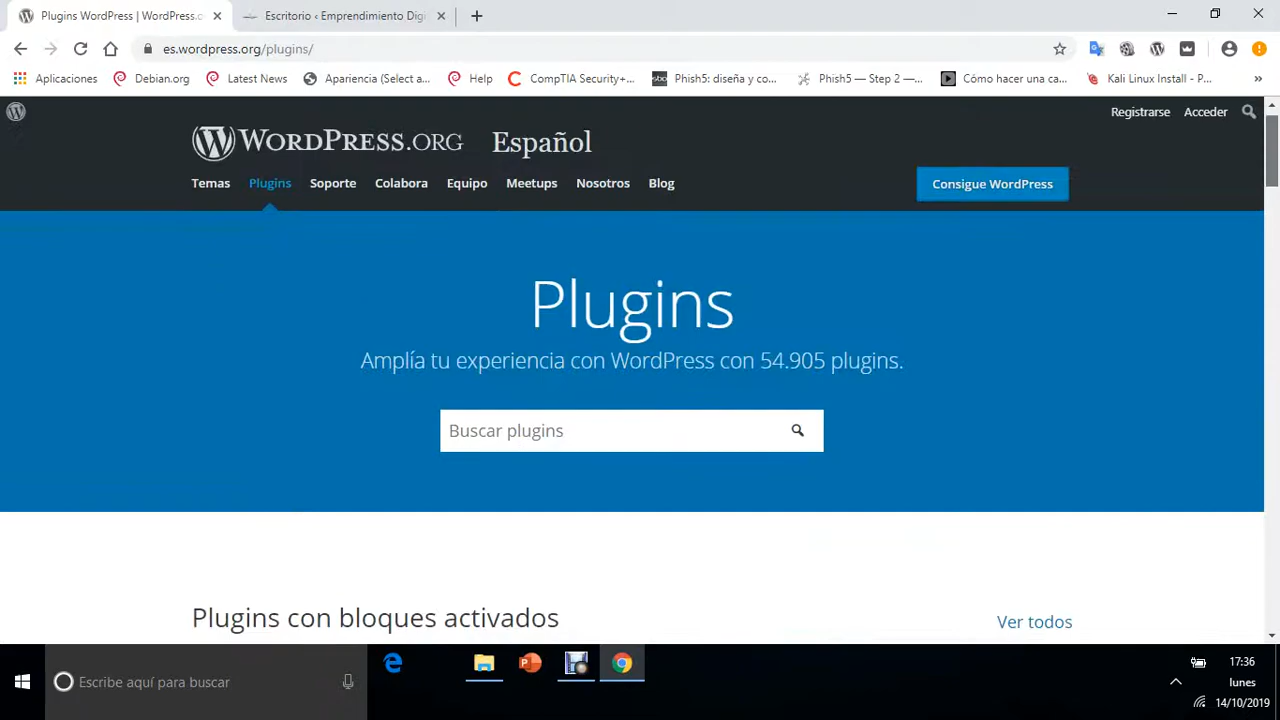 Plugins WordPress | WordPress.c
Escritorio ‹ Emprendimiento Digi
es.wordpress.org/plugins/
Aplicaciones
Debian.org
Latest News
Apariencia (Select a...
Help
CompTIA Security+...
Phish5: diseña y co...
Phish5 — Step 2 —...
Cómo hacer una ca...
Kali Linux Install - P...
»
Registrarse
Acceder
WORDPRESS.ORG
Español
Temas
Plugins
Soporte
Colabora
Equipo
Meetups
Nosotros
Blog
Consigue WordPress
Plugins
Amplía tu experiencia con WordPress con 54.905 plugins.
Buscar plugins
Plugins con bloques activados
Ver todos
Escribe aquí para buscar
17:36
lunes
14/10/2019